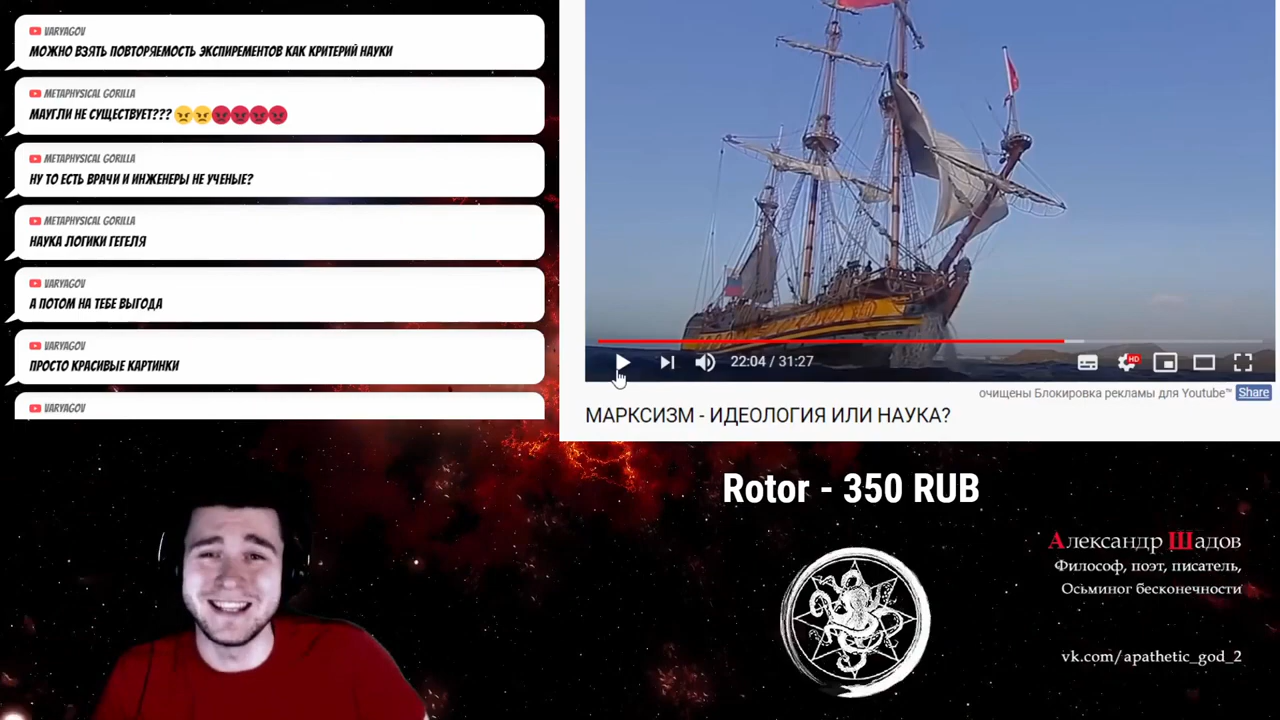 VARYAGOV
МОЖНО ВЗЯТЬ ПОВТОРЯЕМОСТЬ ЭКСПИРЕМЕНТОВ КАК КРИТЕРИЙ НАУКИ
METAPHYSICAL GORILLA
МАУГЛИ НЕ СУЩЕСТВУЕТ???
METAPHYSICAL GORILLA
НУ ТО ЕСТЬ ВРАЧИ И ИНЖЕНЕРЫ НЕ УЧЕНЫЕ?
METAPHYSICAL GORILLA
НАУКА ЛОГИКИ ГЕГЕЛЯ
VARYAGOV
А ПОТОМ НА ТЕБЕ ВЫГОДА
VARYAGOV
ПРОСТО КРАСИВЫЕ КАРТИНКИ
VARYAGOV
22:04 / 31:27
HD
очищены Блокировка рекламы для Youtube™ Share
МАРКСИЗМ - ИДЕОЛОГИЯ ИЛИ НАУКА?
Rotor - 350 RUB
Александр Шадов
Философ, поэт, писатель,
Осьминог бесконечности
vk.com/apathetic_god_2